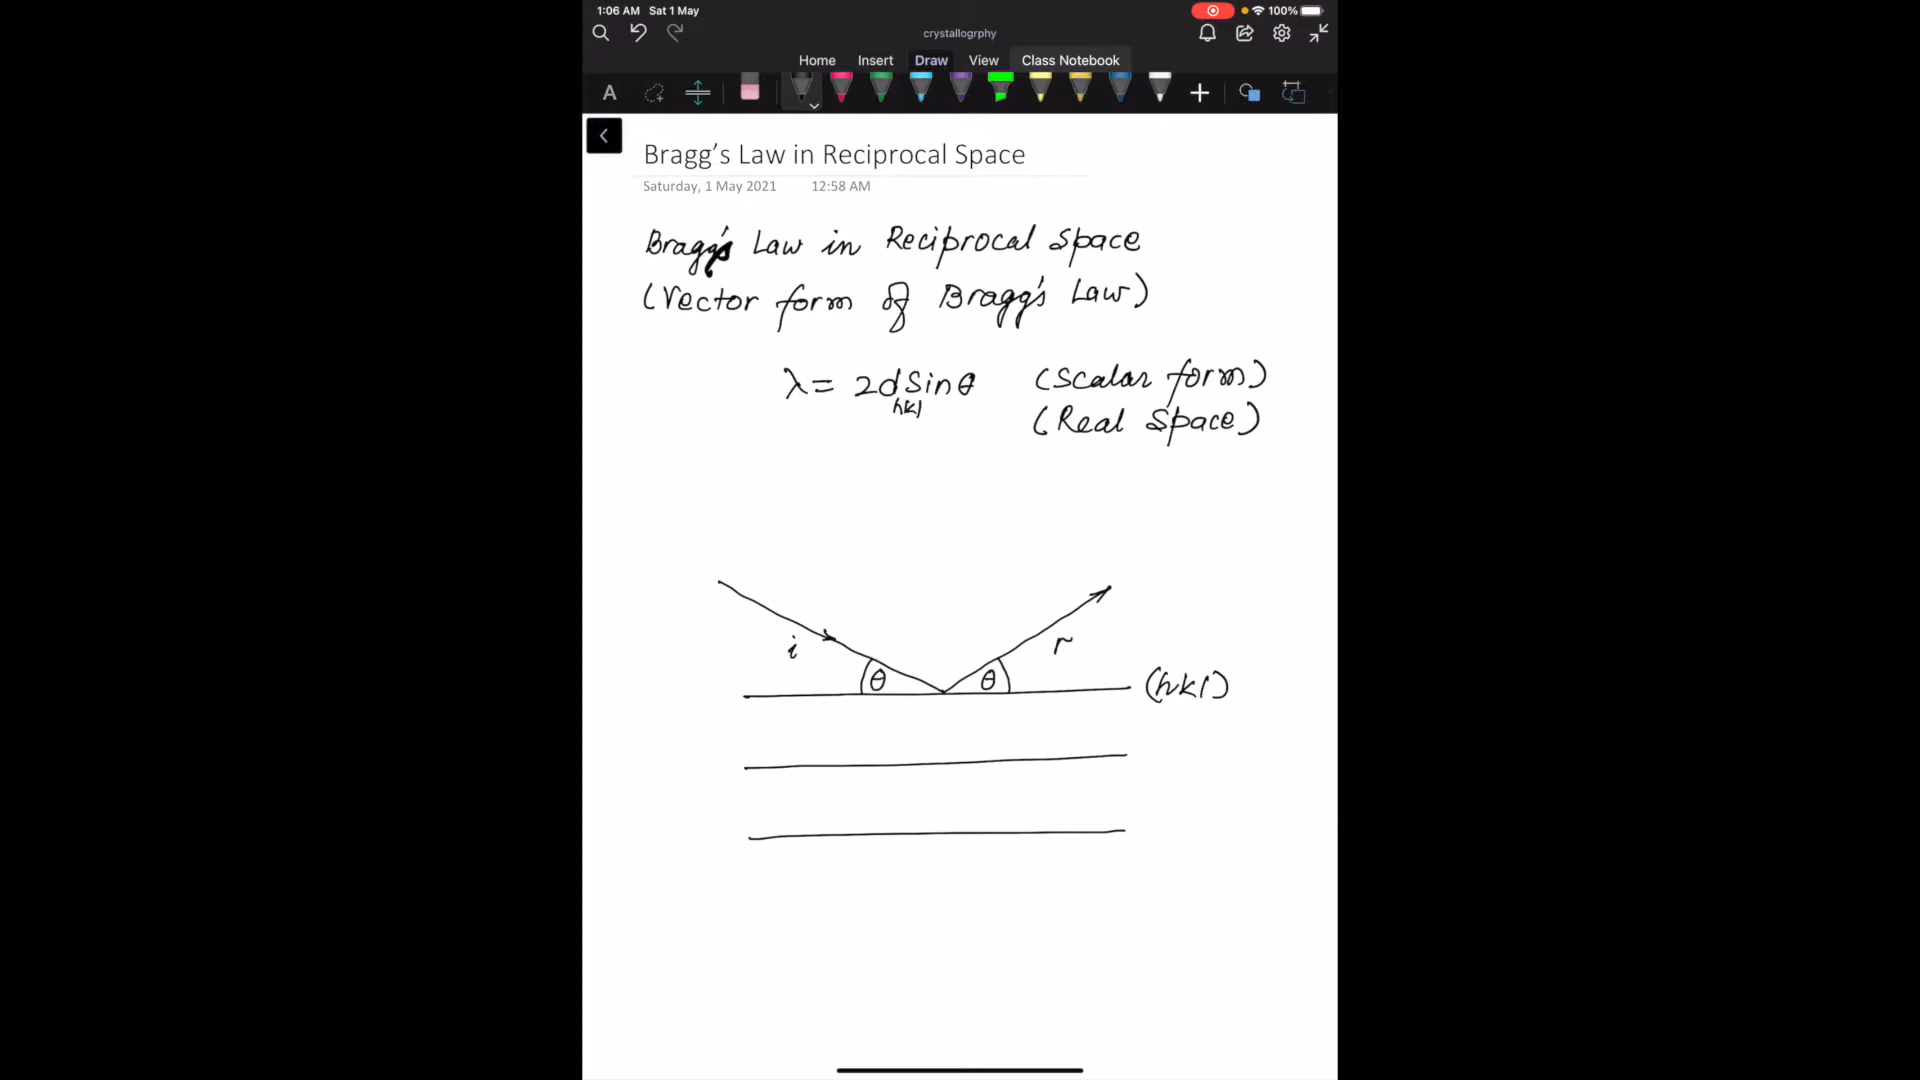 1:06 AM Sat 1 May 100%
crystallogrphy
Home Insert Draw View Class Notebook
A
Bragg's Law in Reciprocal Space
Saturday, 1 May 2021 12:58 AM
Bragg's Law in Reciprocal Space
(Vector form of Bragg's Law)
λ = 2d Sinθ (Scalar form)
hkl (Real Space)
i r
θ θ (hkl)